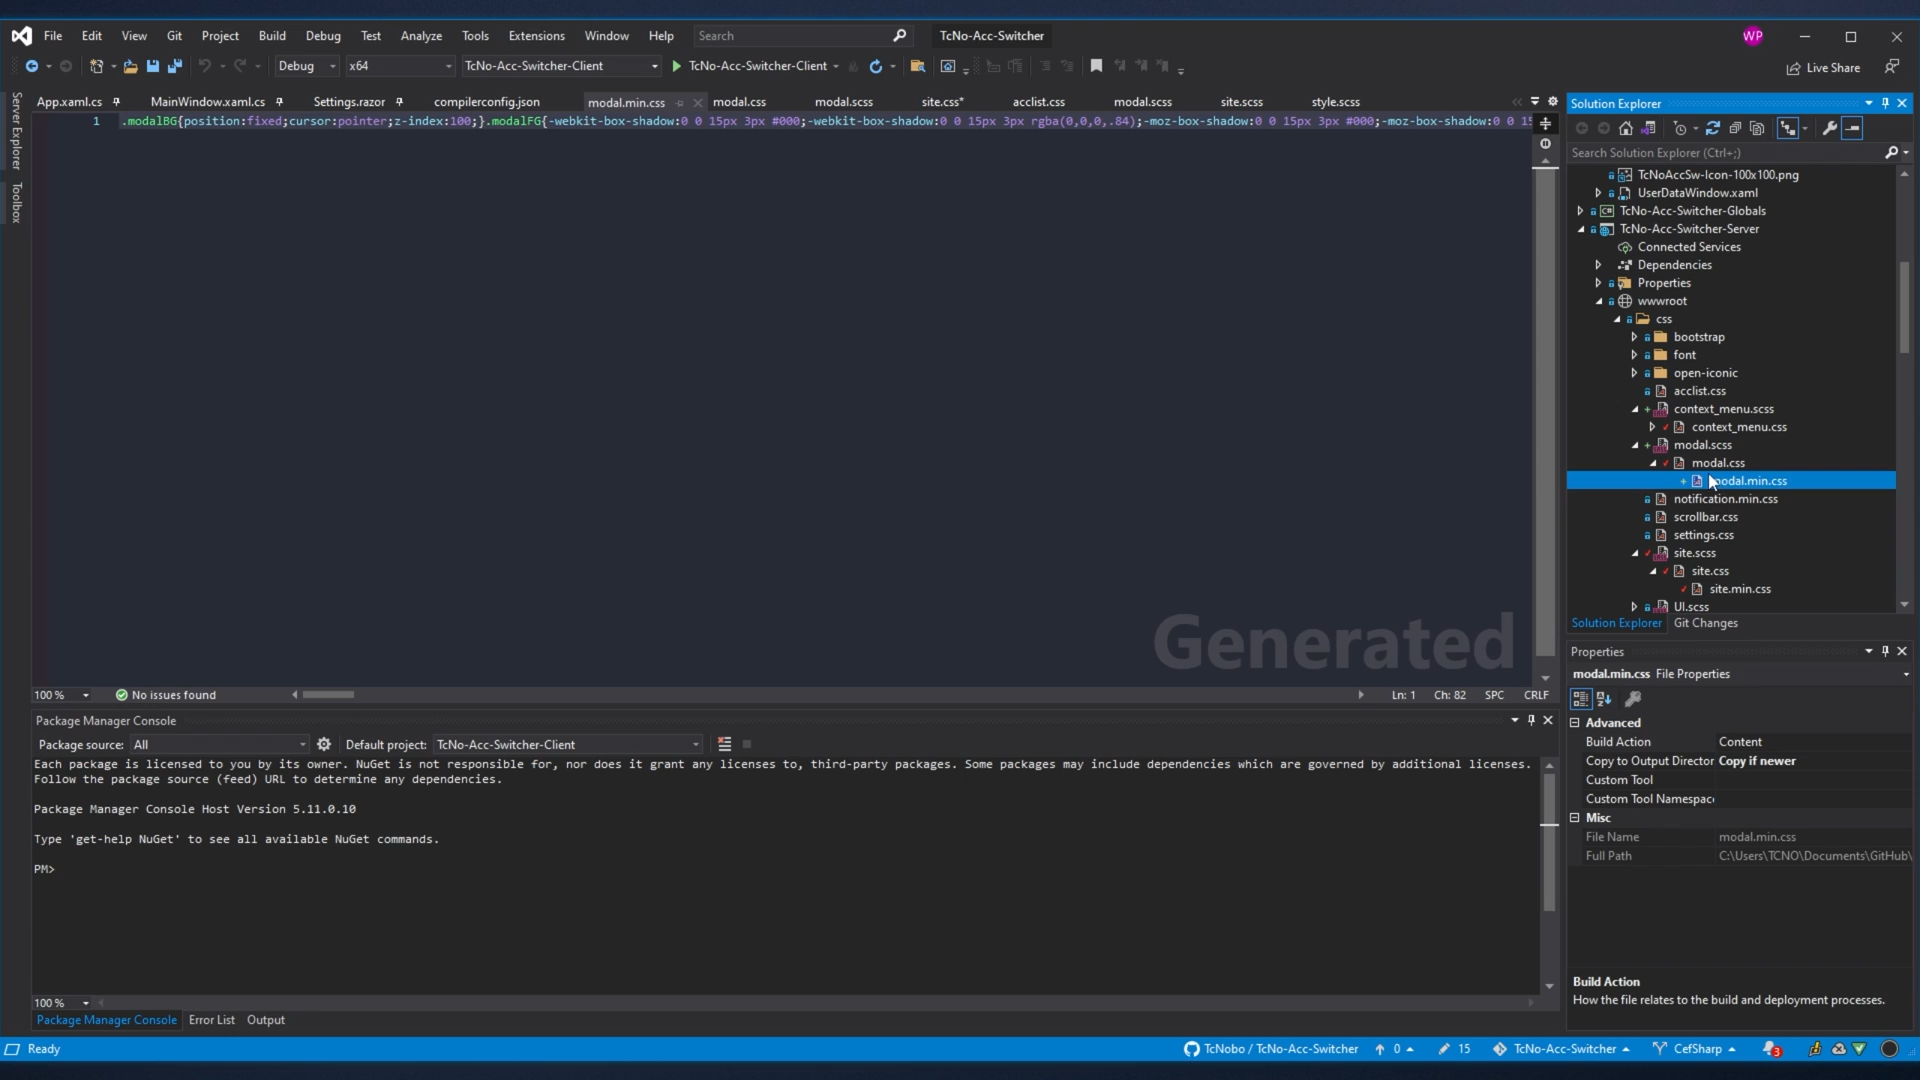 File Edit View Git Project Build Debug Test Analyze Tools Extensions Window Help Search TcNo-Acc-Switcher WP
Debug x64 TcNo-Acc-Switcher-Client TcNo-Acc-Switcher-Client Live Share
Server Explorer
Toolbox
App.xaml.cs MainWindow.xaml.cs Settings.razor compilerconfig.json modal.min.css modal.css modal.scss site.css* acclist.css modal.scss site.scss style.scss
1 .modalBG{position:fixed;cursor:pointer;z-index:100;}.modalFG{-webkit-box-shadow:0 0 15px 3px #000;-webkit-box-shadow:0 0 15px 3px rgba(0,0,0,.84);-moz-box-shadow:0 0 15px 3px #000;-moz-box-shadow:0 0 15
Generated
100 % No issues found Ln: 1 Ch: 82 SPC CRLF
Package Manager Console
Package source: All Default project: TcNo-Acc-Switcher-Client
Each package is licensed to you by its owner. NuGet is not responsible for, nor does it grant any licenses to, third-party packages. Some packages may include dependencies which are governed by additional licenses.
Follow the package source (feed) URL to determine any dependencies.
Package Manager Console Host Version 5.11.0.10
Type 'get-help NuGet' to see all available NuGet commands.
PM>
100 %
Package Manager Console Error List Output
Solution Explorer
Search Solution Explorer (Ctrl+;)
TcNoAccSw-Icon-100x100.png
UserDataWindow.xaml
C# TcNo-Acc-Switcher-Globals
TcNo-Acc-Switcher-Server
Connected Services
Dependencies
Properties
wwwroot
css
bootstrap
font
open-iconic
acclist.css
context_menu.scss
context_menu.css
modal.scss
modal.css
odal.min.css
notification.min.css
scrollbar.css
settings.css
site.scss
site.css
site.min.css
UI.scss
Solution Explorer Git Changes
Properties
modal.min.css File Properties
Advanced
Build Action Content
Copy to Output Director Copy if newer
Custom Tool
Custom Tool Namespac
Misc
File Name modal.min.css
Full Path C:\Users\TCNO\Documents\GitHub\
Build Action
How the file relates to the build and deployment processes.
Ready TcNobo / TcNo-Acc-Switcher 0 15 TcNo-Acc-Switcher CefSharp 3